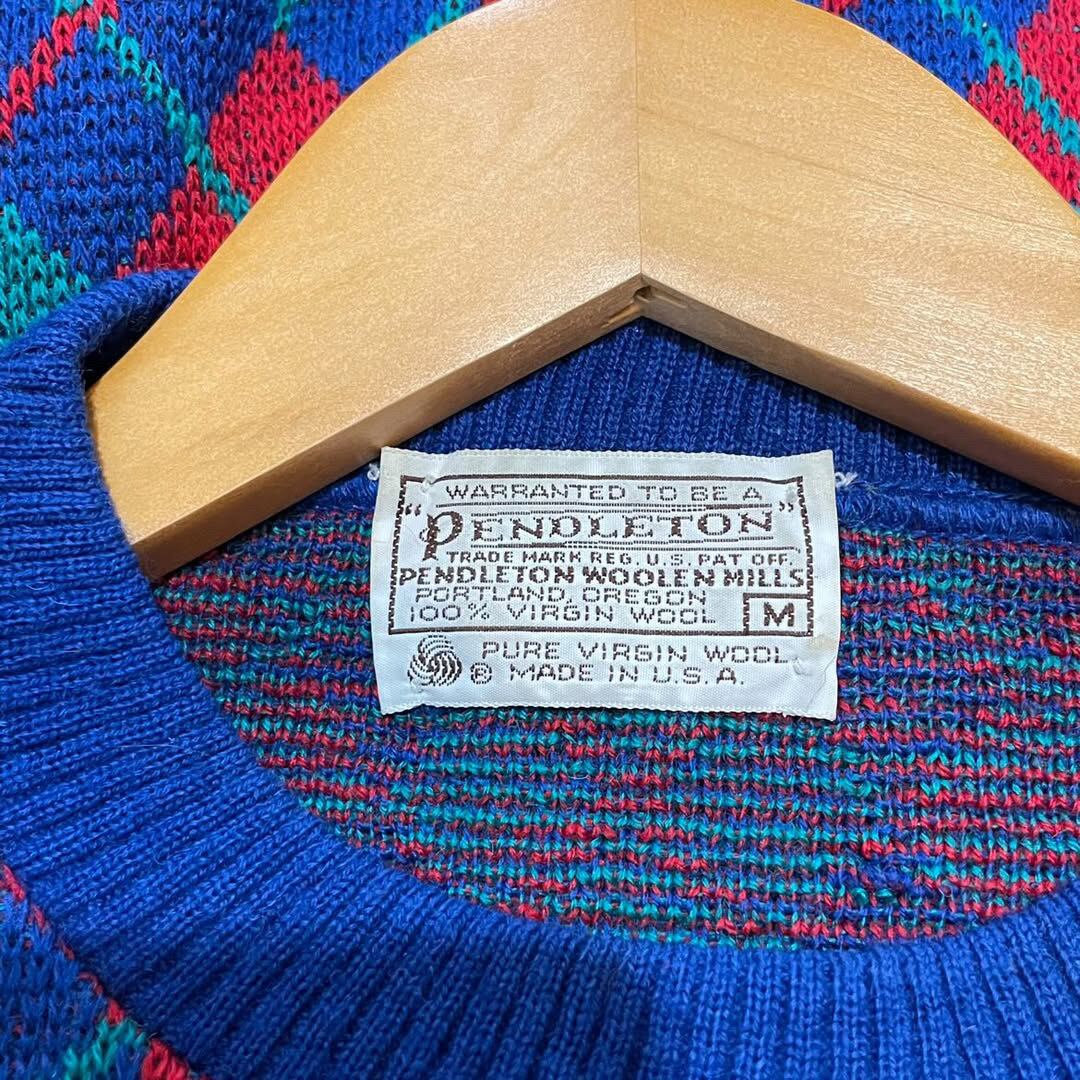 WARRANTED TO BE A
"PENDLETON"
TRADE MARK REG. U.S. PAT OFF.
PENDLETON WOOLEN MILLS
PORTLAND, OREGON
100% VIRGIN WOOL M
PURE VIRGIN WOOL
® MADE IN U.S.A.